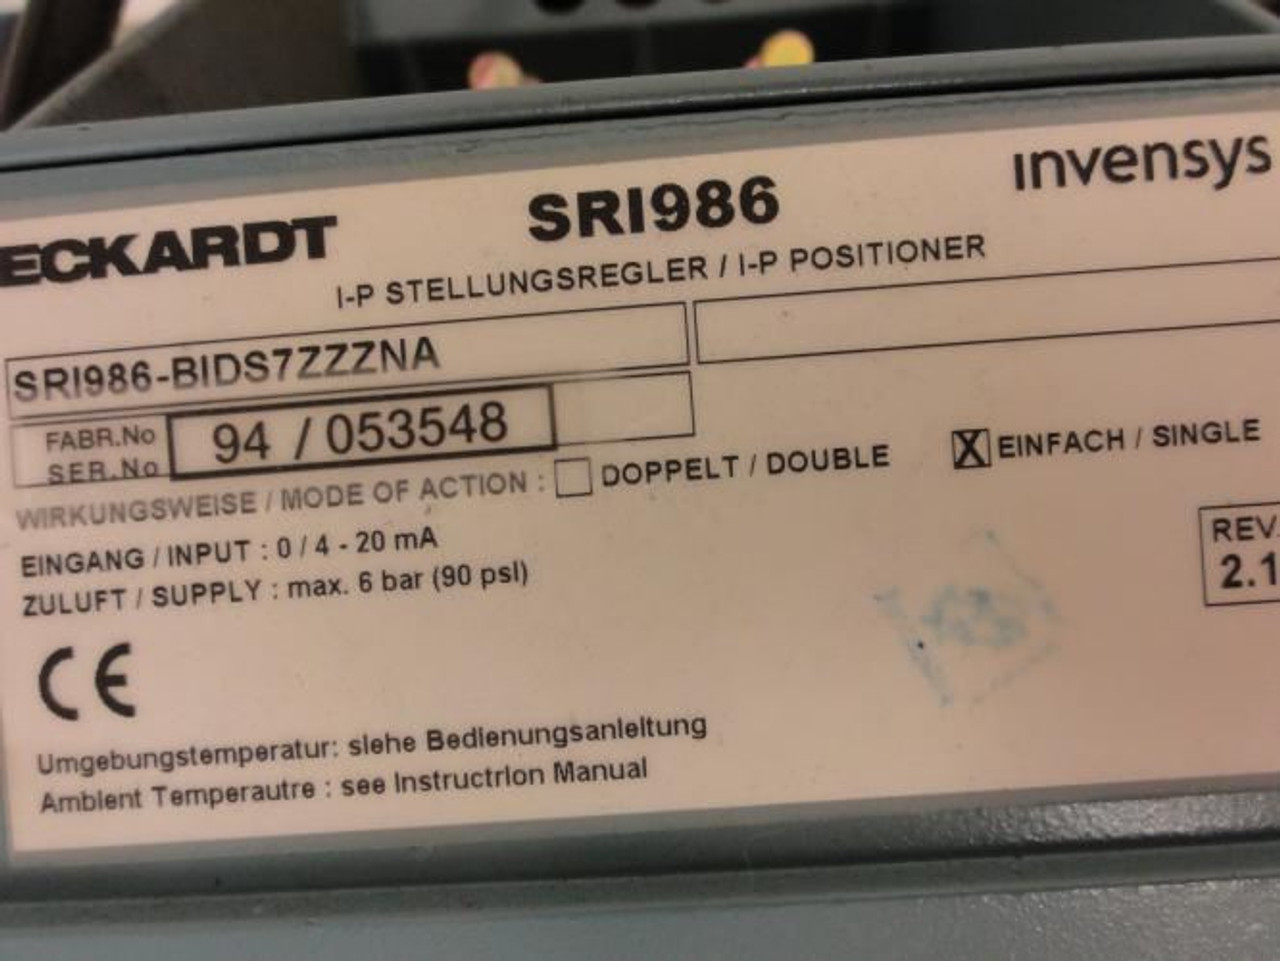 ECKARDT SRI986 invensys
I-P STELLUNGSREGLER / I-P POSITIONER
SRI986-BIDS7ZZZNA
FABR.No
SER.No
94 / 053548
WIRKUNGSWEISE / MODE OF ACTION : DOPPELT / DOUBLE X EINFACH / SINGLE
EINGANG / INPUT : 0 / 4 - 20 mA
ZULUFT / SUPPLY : max. 6 bar (90 psI)
REV.
2.1
CE
Umgebungstemperatur: sIehe BedIenungsanleItung
AmbIent Temperautre : see InstructrIon Manual